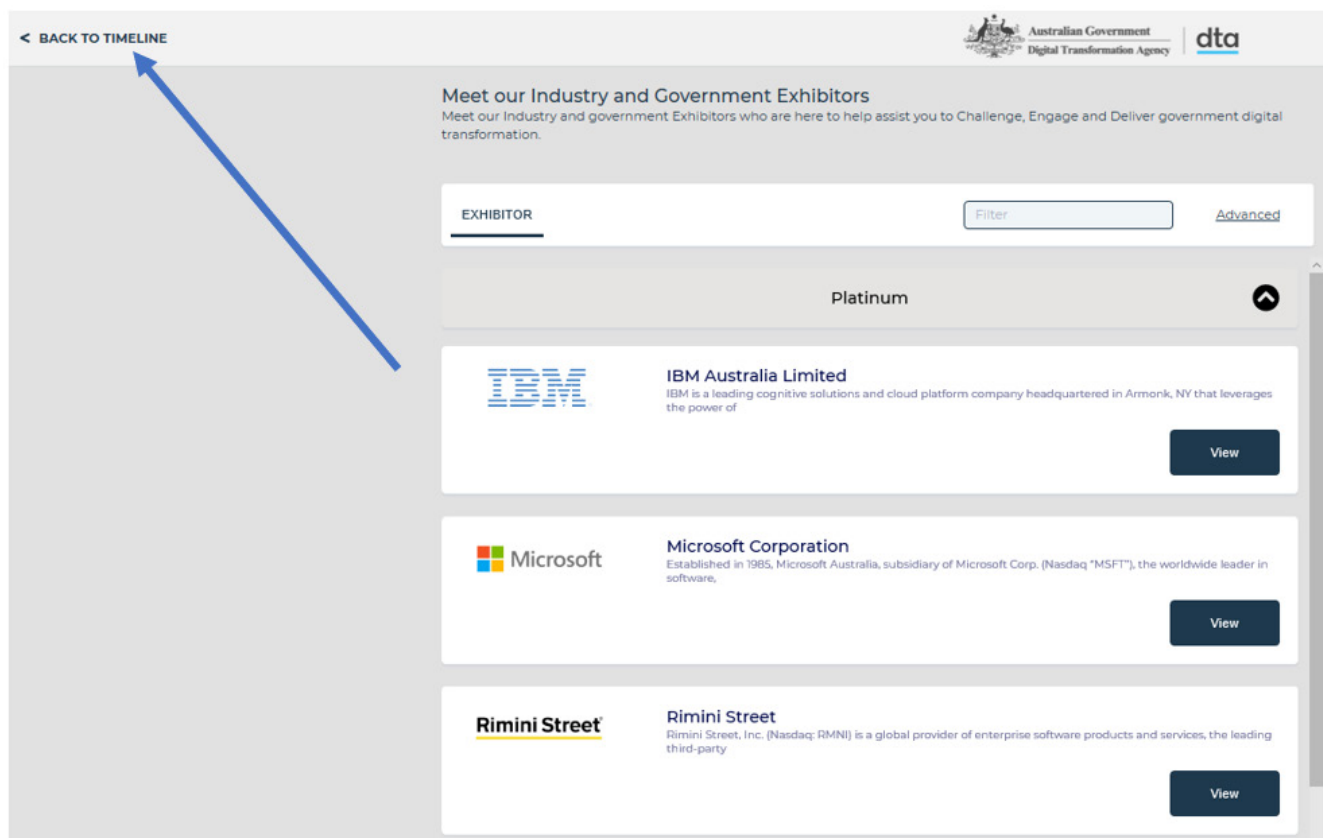 < BACK TO TIMELINE
Australian Government
Digital Transformation Agency
dta
Meet our Industry and Government Exhibitors
Meet our Industry and government Exhibitors who are here to help assist you to Challenge, Engage and Deliver government digital
transformation.
EXHIBITOR
Filter
Advanced
Platinum
IBM
IBM Australia Limited
IBM is a leading cognitive solutions and cloud platform company headquartered in Armonk, NY that leverages
the power of
View
Microsoft
Microsoft Corporation
Established in 1985, Microsoft Australia, subsidiary of Microsoft Corp. (Nasdaq "MSFT"), the worldwide leader in
software,
View
Rimini Street
Rimini Street
Rimini Street, Inc. (Nasdaq: RMNI) is a global provider of enterprise software products and services, the leading
third-party
View